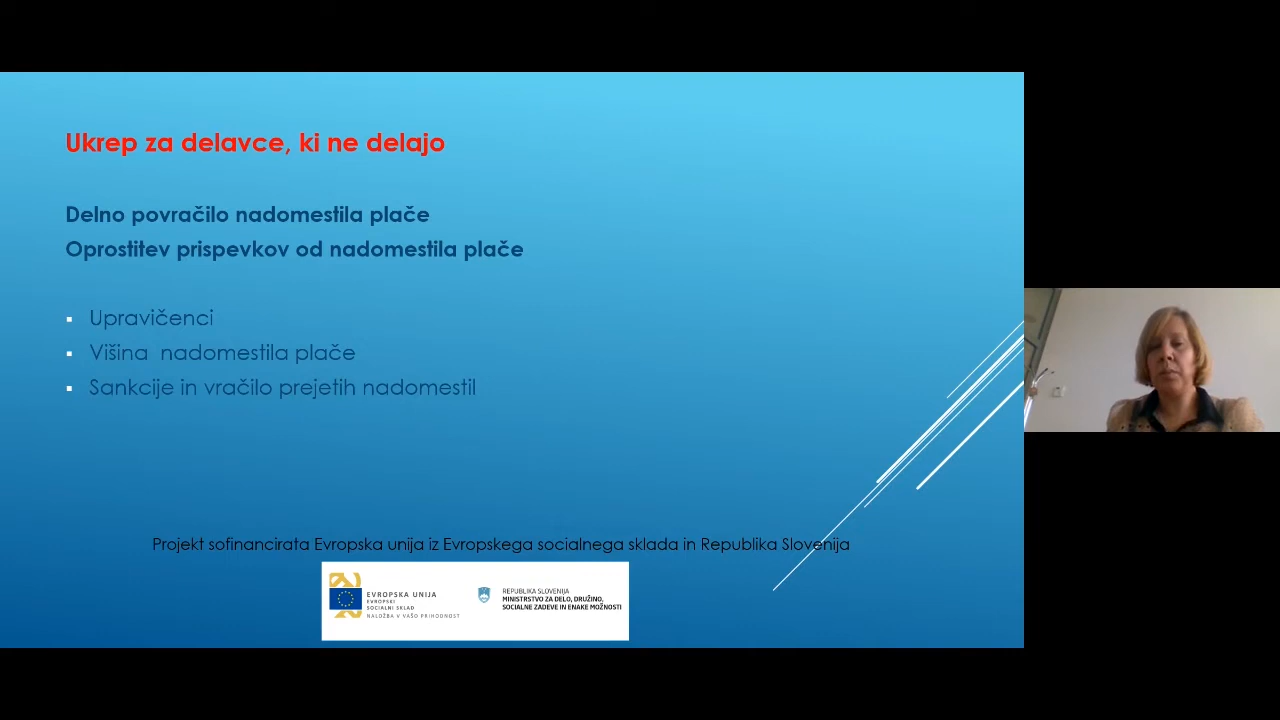 Ukrep za delavce, ki ne delajo
Delno povračilo nadomestila plače
Oprostitev prispevkov od nadomestila plače
Upravičenci
Višina nadomestila plače
Sankcije in vračilo prejetih nadomestil
Projekt sofinancirata Evropska unija iz Evropskega socialnega sklada in Republika Slovenija
EVROPSKA UNIJA
EVROPSKI
SOCIALNI SKLAD
NALOŽBA V VAŠO PRIHODNOST
REPUBLIKA SLOVENIJA
MINISTRSTVO ZA DELO, DRUŽINO,
SOCIALNE ZADEVE IN ENAKE MOŽNOSTI